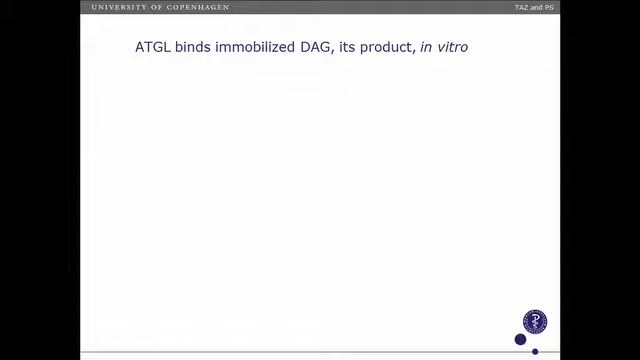 UNIVERSITY OF COPENHAGEN
TAZ and PS
ATGL binds immobilized DAG, its product, in vitro